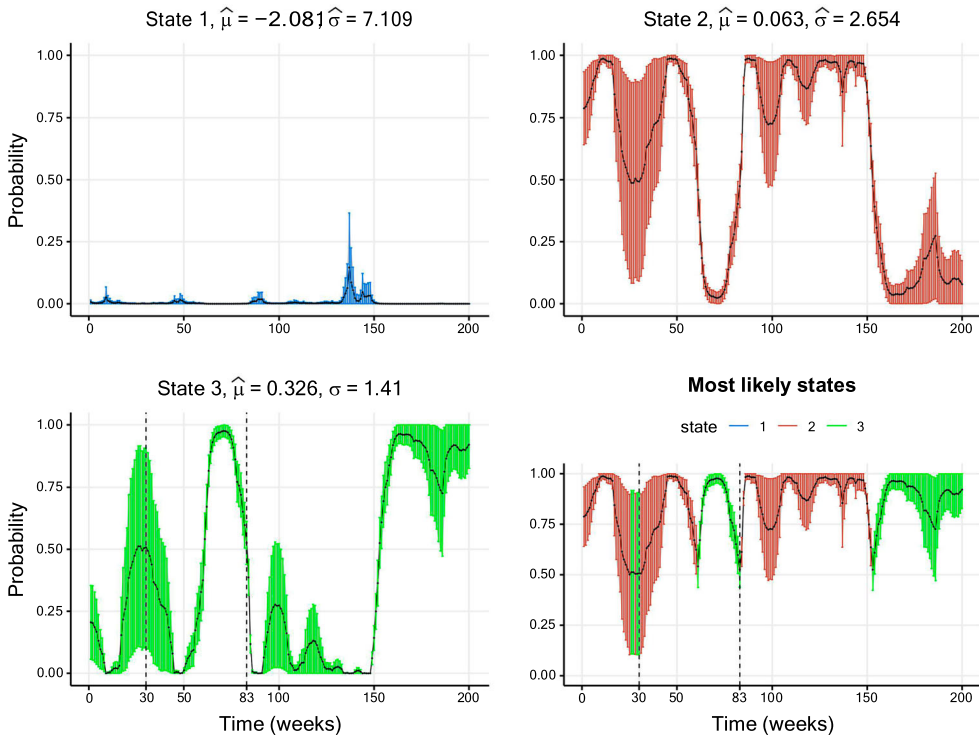 State 1, μ̂ = −2.081, σ̂ = 7.109
State 2, μ̂ = 0.063, σ̂ = 2.654
Probability
1.00
0.75
0.50
0.25
0.00
0 50 100 150 200
1.00
0.75
0.50
0.25
0.00
0 50 100 150 200
State 3, μ̂ = 0.326, σ = 1.41
Most likely states
state 1 2 3
Probability
1.00
0.75
0.50
0.25
0.00
0 30 50 83 100 150 200
Time (weeks)
1.00
0.75
0.50
0.25
0.00
0 30 50 83 100 150 200
Time (weeks)